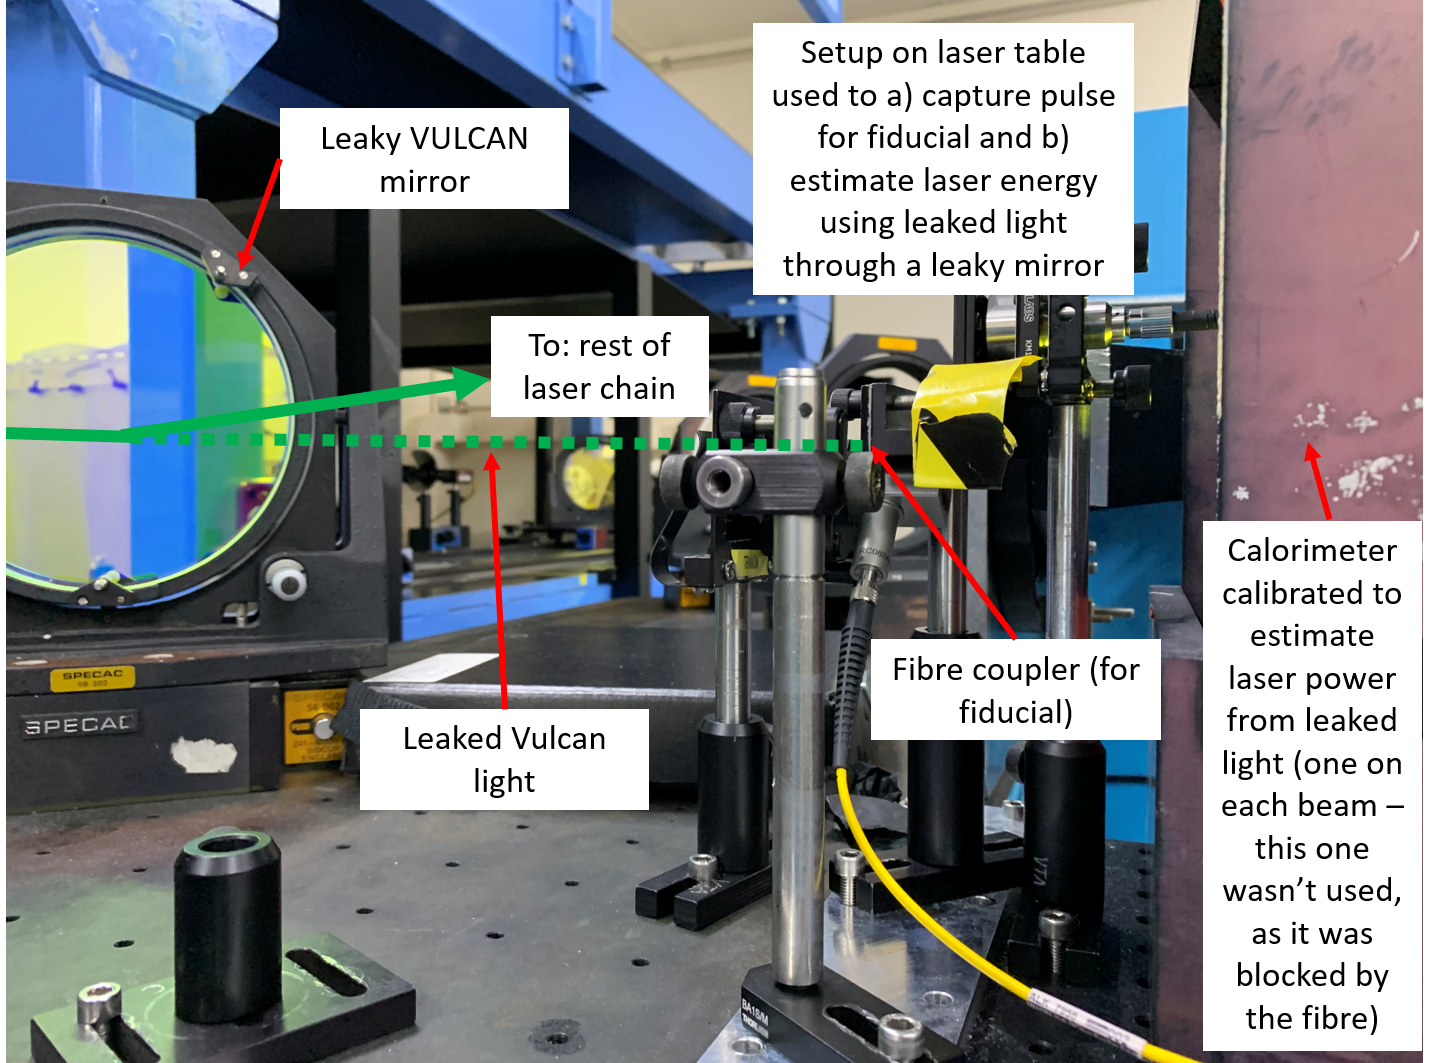 Setup on laser table
used to a) capture pulse
for fiducial and b)
estimate laser energy
using leaked light
through a leaky mirror
Leaky VULCAN
mirror
To: rest of
laser chain
Fibre coupler (for
fiducial)
Leaked Vulcan
light
Calorimeter
calibrated to
estimate
laser power
from leaked
light (one on
each beam –
this one
wasn’t used,
as it was
blocked by
the fibre)
SPECAC
SPECAC
BA1S/M
THORLABS